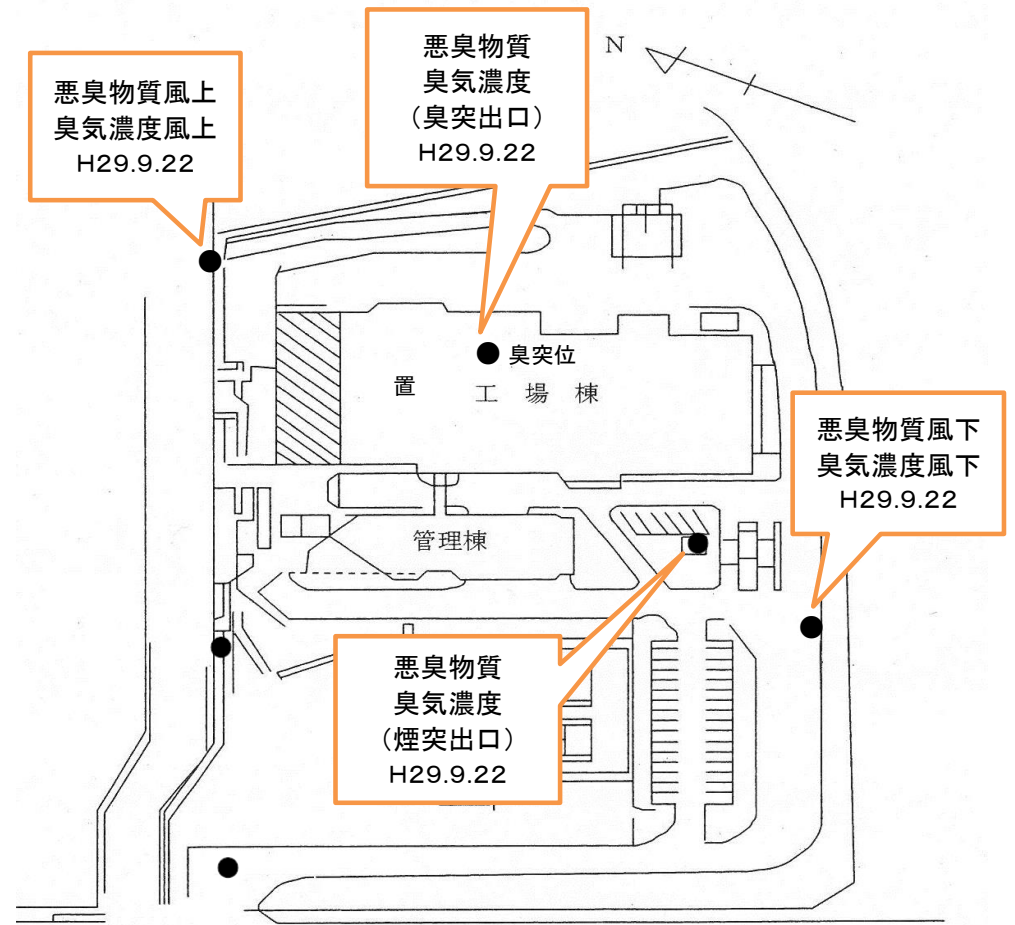 悪臭物質
臭気濃度
（臭突出口）
H29.9.22
N
悪臭物質風上
臭気濃度風上
H29.9.22
臭突位
置
工場棟
悪臭物質風下
臭気濃度風下
H29.9.22
管理棟
悪臭物質
臭気濃度
（煙突出口）
H29.9.22